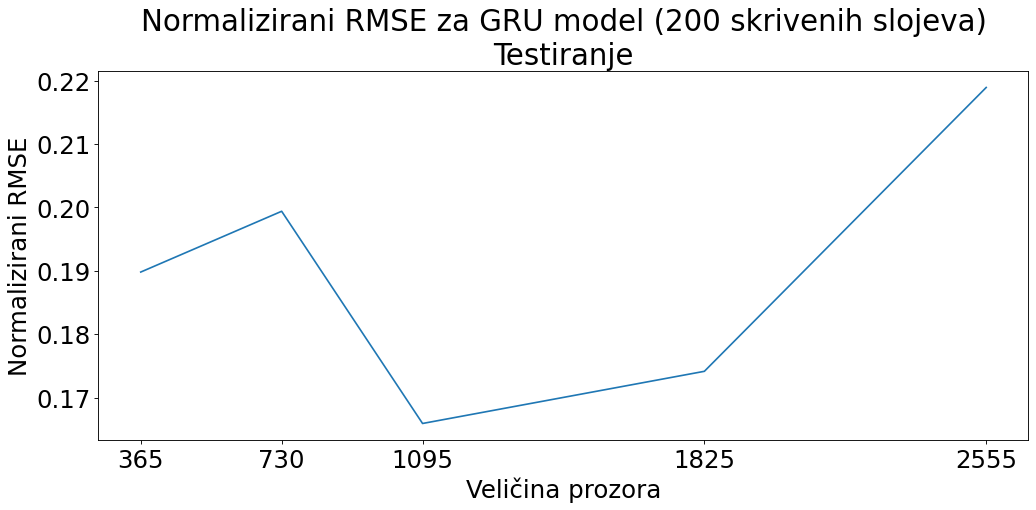 Normalizirani RMSE za GRU model (200 skrivenih slojeva)
Testiranje
Normalizirani RMSE
0.22
0.21
0.20
0.19
0.18
0.17
365 730 1095 1825 2555
Veličina prozora